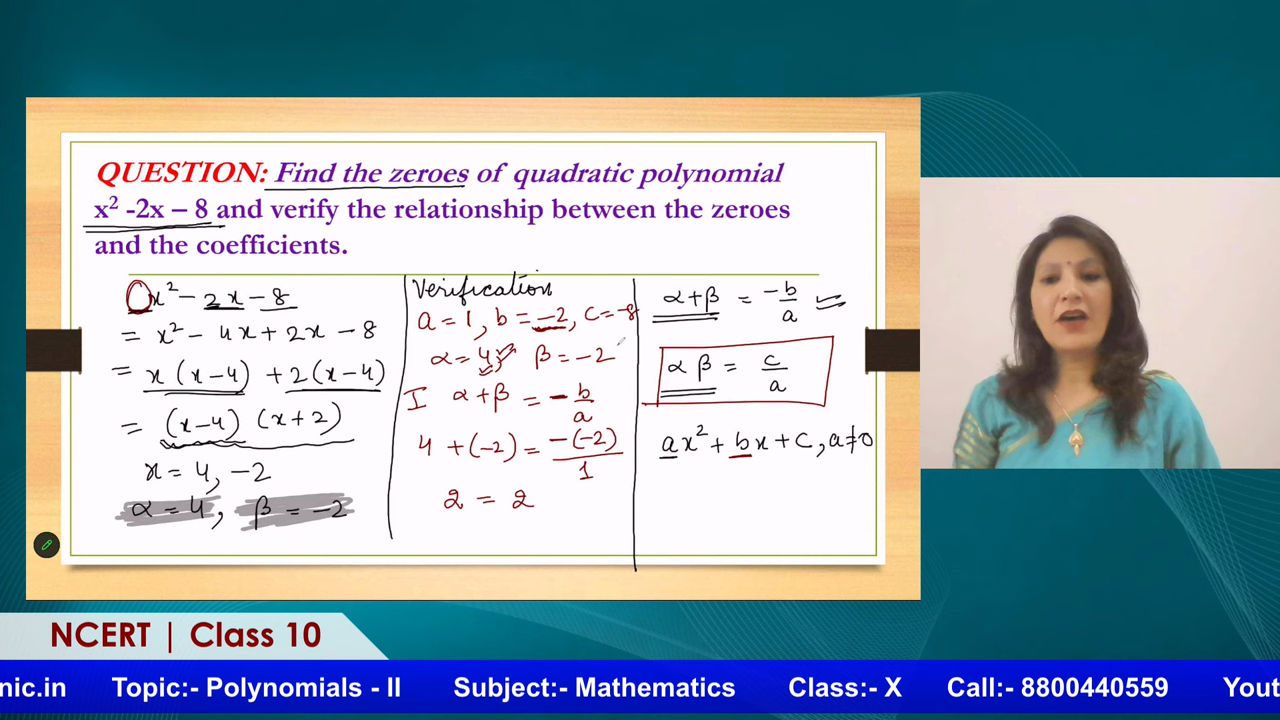 QUESTION: Find the zeroes of quadratic polynomial
x² -2x – 8 and verify the relationship between the zeroes
and the coefficients.
x² - 2x - 8
= x² - 4x + 2x - 8
= x(x-4) + 2(x-4)
= (x-4) (x+2)
x = 4, -2
α = 4, β = -2
Verification
a = 1, b = -2, c = -8
α = 4, β = -2
I α+β = -b/a
4 + (-2) = -(-2)/1
2 = 2
α+β = -b/a
αβ = c/a
ax² + bx + c, a≠0
NCERT | Class 10
nic.in Topic:- Polynomials - II Subject:- Mathematics Class:- X Call:- 8800440559 Yout